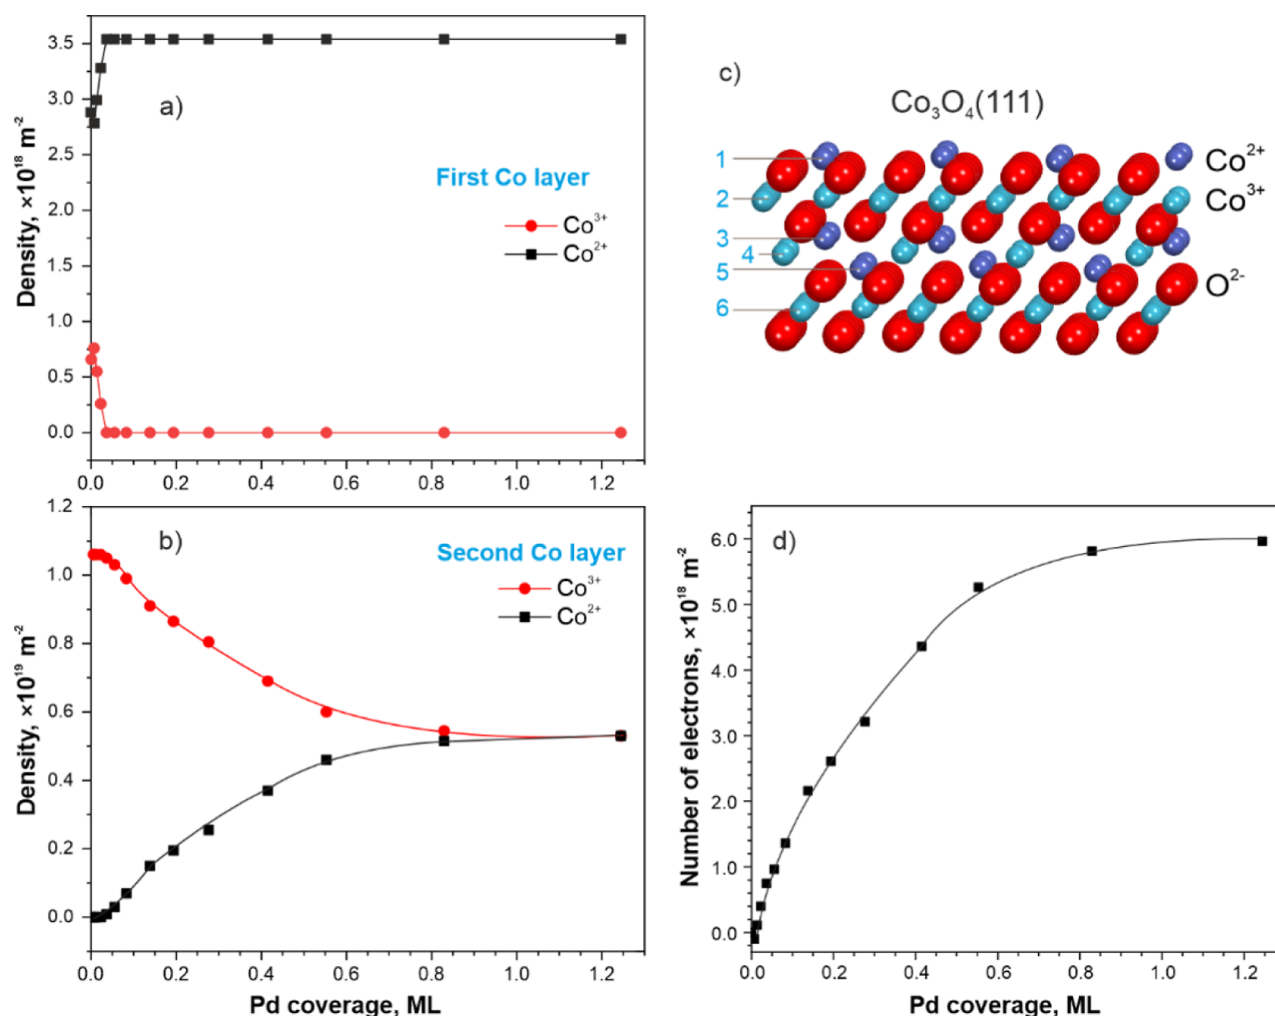 a)
3.5
3.0
2.5
2.0
1.5
1.0
0.5
0.0
Density, ×10¹⁸ m⁻²
First Co layer
Co³⁺
Co²⁺
0.0 0.2 0.4 0.6 0.8 1.0 1.2
c)
Co₃O₄(111)
1
2
3
4
5
6
Co²⁺
Co³⁺
O²⁻
b)
1.2
1.0
0.8
0.6
0.4
0.2
0.0
Density, ×10¹⁹ m⁻²
Second Co layer
Co³⁺
Co²⁺
0.0 0.2 0.4 0.6 0.8 1.0 1.2
Pd coverage, ML
d)
6.0
5.0
4.0
3.0
2.0
1.0
0.0
Number of electrons, ×10¹⁸ m⁻²
0.0 0.2 0.4 0.6 0.8 1.0 1.2
Pd coverage, ML